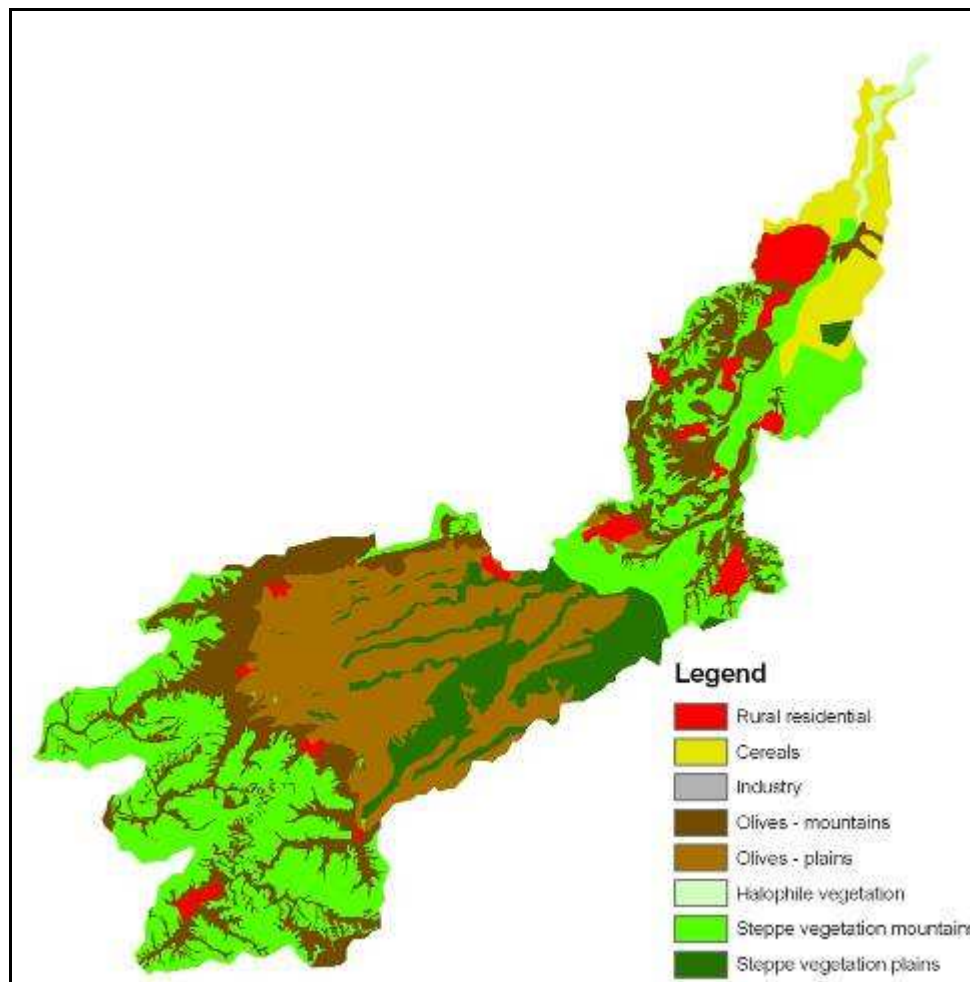 Legend
Rural residential
Cereals
Industry
Olives - mountains
Olives - plains
Halophile vegetation
Steppe vegetation mountains
Steppe vegetation plains